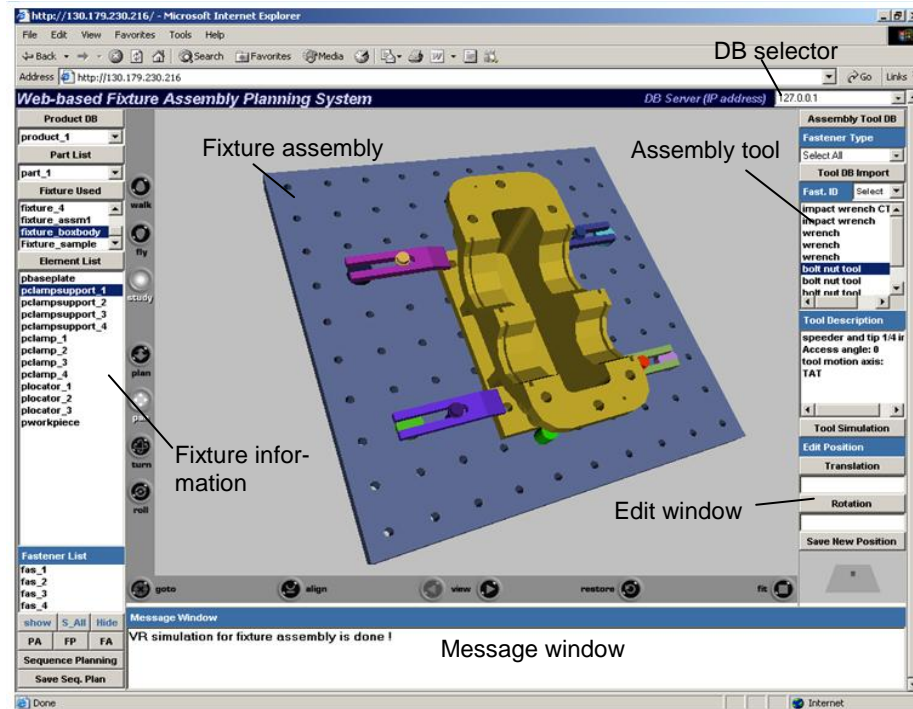 http://130.179.230.216/ - Microsoft Internet Explorer
File Edit View Favorites Tools Help
Back Search Favorites Media
DB selector
Address http://130.179.230.216 Go Links
Web-based Fixture Assembly Planning System DB Server (IP address) 127.0.0.1
Product DB
product_1
Part List
part_1
Fixture Used
fixture_4
fixture_assm1
fixture_boxbody
Fixture_sample
Element List
pbaseplate
pclampsupport_1
pclampsupport_2
pclampsupport_3
pclampsupport_4
pclamp_1
pclamp_2
pclamp_3
pclamp_4
plocator_1
plocator_2
plocator_3
pworkpiece
Fastener List
fas_1
fas_2
fas_3
fas_4
show S_All Hide
PA FP FA
Sequence Planning
Save Seq. Plan
walk
fly
study
plan
pan
turn
roll
Fixture assembly
Assembly tool
Fixture infor-
mation
Edit window
goto align view restore fit
Message Window
VR simulation for fixture assembly is done !
Message window
Assembly Tool DB
Fastener Type
Select All
Tool DB Import
Fast. ID Select
impact wrench CT
impact wrench
wrench
wrench
wrench
bolt nut tool
bolt nut tool
bolt nut tool
Tool Description
speeder and tip 1/4 in
Access angle: 0
tool motion axis:
TAT
Tool Simulation
Edit Position
Translation
Rotation
Save New Position
Done Internet